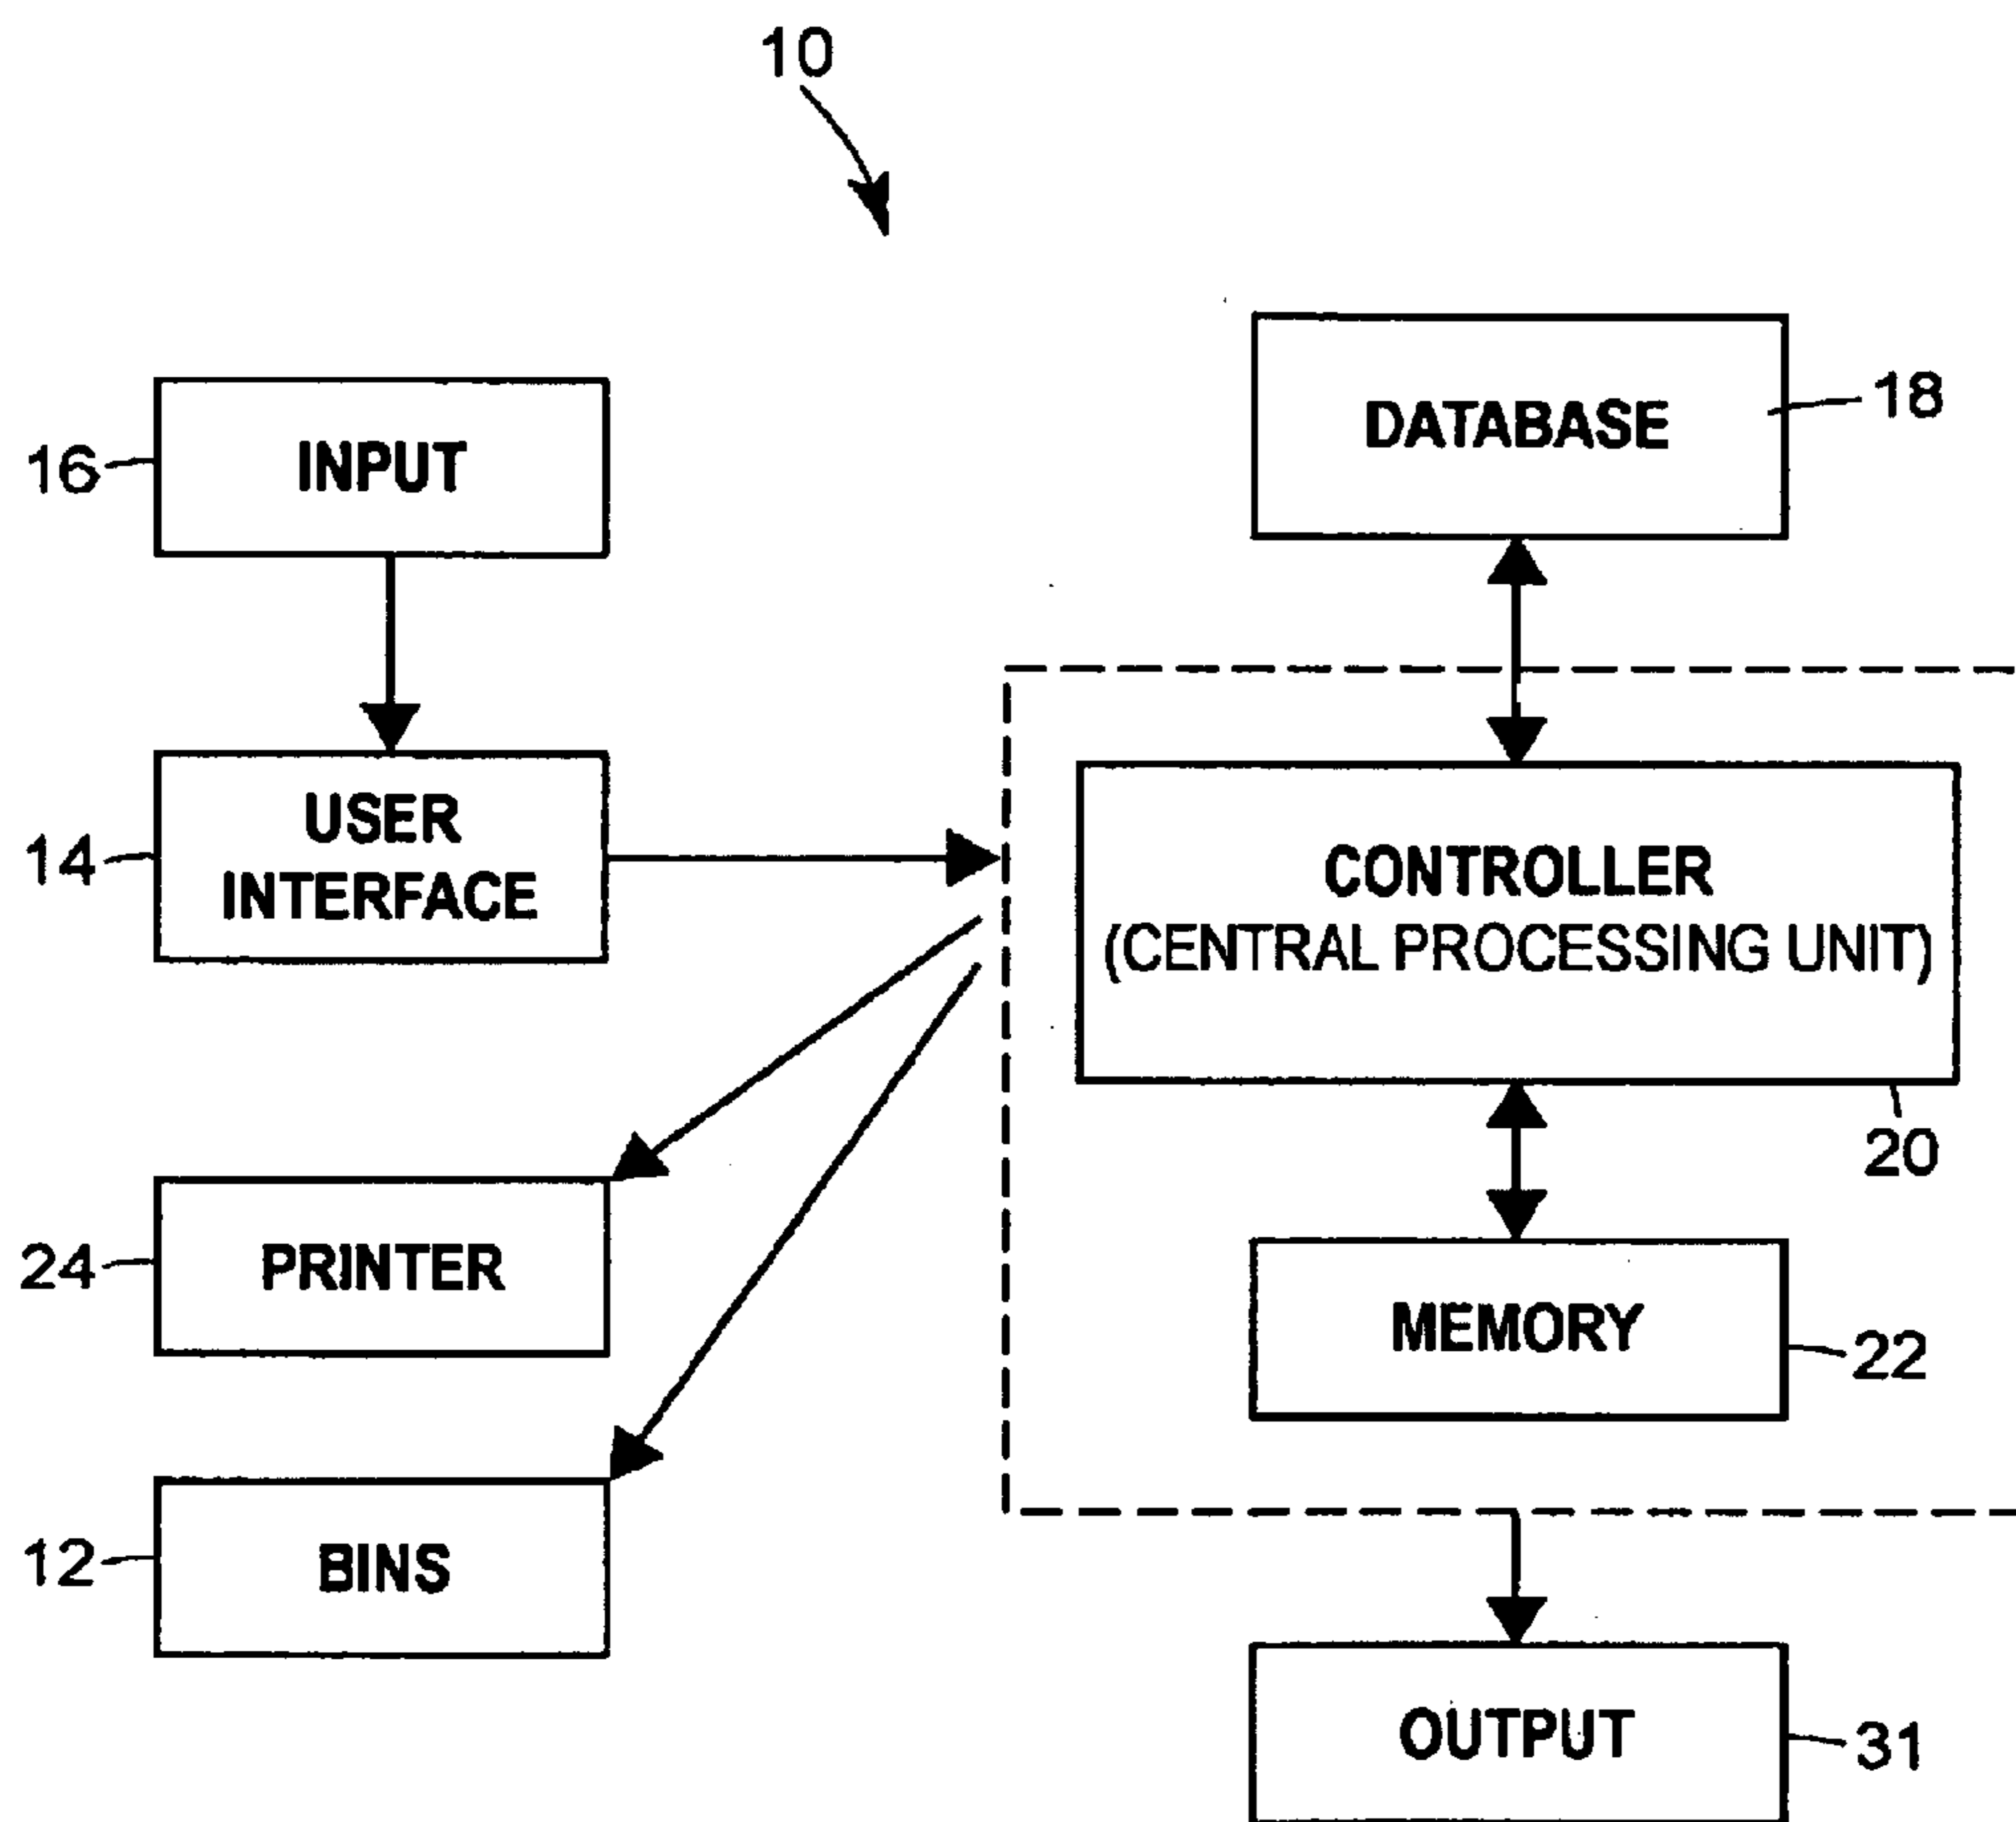 10
DATABASE
18
INPUT
16
USER
INTERFACE
14
CONTROLLER
(CENTRAL PROCESSING UNIT)
20
PRINTER
24
MEMORY
22
BINS
12
OUTPUT
31